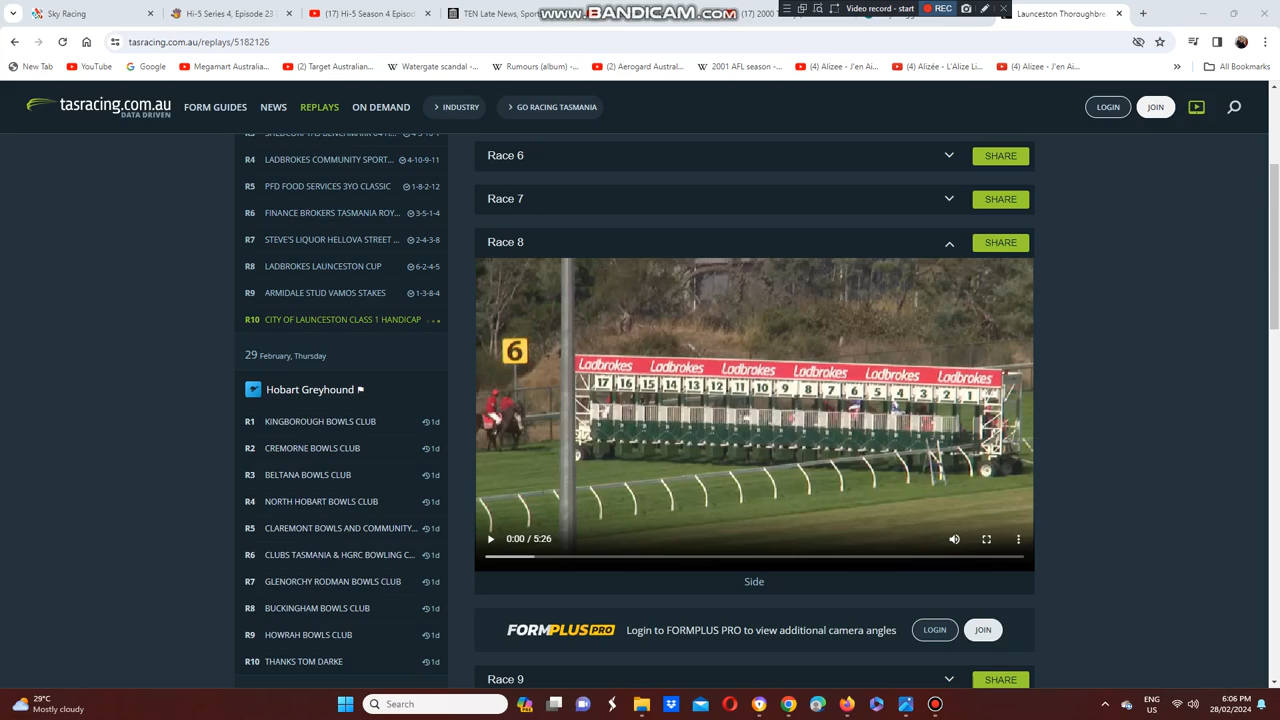 Sky Racing
Hi-5 Series 4, Episode 23
(17) Hi-5 Season 4 Episod
TEN Late News, Sport
(17) 2000
Launceston Thoroughbre
www.BANDICAM.com
Video record - start
REC
tasracing.com.au/replays/5182126
New Tab
YouTube
Google
Megamart Australia...
(2) Target Australian...
Watergate scandal -...
Rumours (album) -...
(2) Aerogard Austral...
2001 AFL season -...
(4) Alizee - J'en Ai...
(4) Alizée - L'Alize Li...
(4) Alizee - J'en Ai...
All Bookmarks
tasracing.com.au
DATA DRIVEN
FORM GUIDES
NEWS
REPLAYS
ON DEMAND
INDUSTRY
GO RACING TASMANIA
LOGIN
JOIN
R4 LADBROKES COMMUNITY SPORT... 4-10-9-11
R5 PFD FOOD SERVICES 3YO CLASSIC 1-8-2-12
R6 FINANCE BROKERS TASMANIA ROY... 3-5-1-4
R7 STEVE'S LIQUOR HELLOVA STREET ... 2-4-3-8
R8 LADBROKES LAUNCESTON CUP 6-2-4-5
R9 ARMIDALE STUD VAMOS STAKES 1-3-8-4
R10 CITY OF LAUNCESTON CLASS 1 HANDICAP
29 February, Thursday
Hobart Greyhound
R1 KINGBOROUGH BOWLS CLUB 1d
R2 CREMORNE BOWLS CLUB 1d
R3 BELTANA BOWLS CLUB 1d
R4 NORTH HOBART BOWLS CLUB 1d
R5 CLAREMONT BOWLS AND COMMUNITY... 1d
R6 CLUBS TASMANIA & HGRC BOWLING C... 1d
R7 GLENORCHY RODMAN BOWLS CLUB 1d
R8 BUCKINGHAM BOWLS CLUB 1d
R9 HOWRAH BOWLS CLUB 1d
R10 THANKS TOM DARKE 1d
Race 6 SHARE
Race 7 SHARE
Race 8 SHARE
6
Ladbrokes Ladbrokes Ladbrokes Ladbrokes Ladbrokes Ladbrokes
17 16 15 14 13 12 11 10 9 8 7 6 5 4 3 2 1
0:00 / 5:26
Side
FORMPLUS PRO Login to FORMPLUS PRO to view additional camera angles LOGIN JOIN
Race 9 SHARE
29°C
Mostly cloudy
Search
ENG
US
6:06 PM
28/02/2024